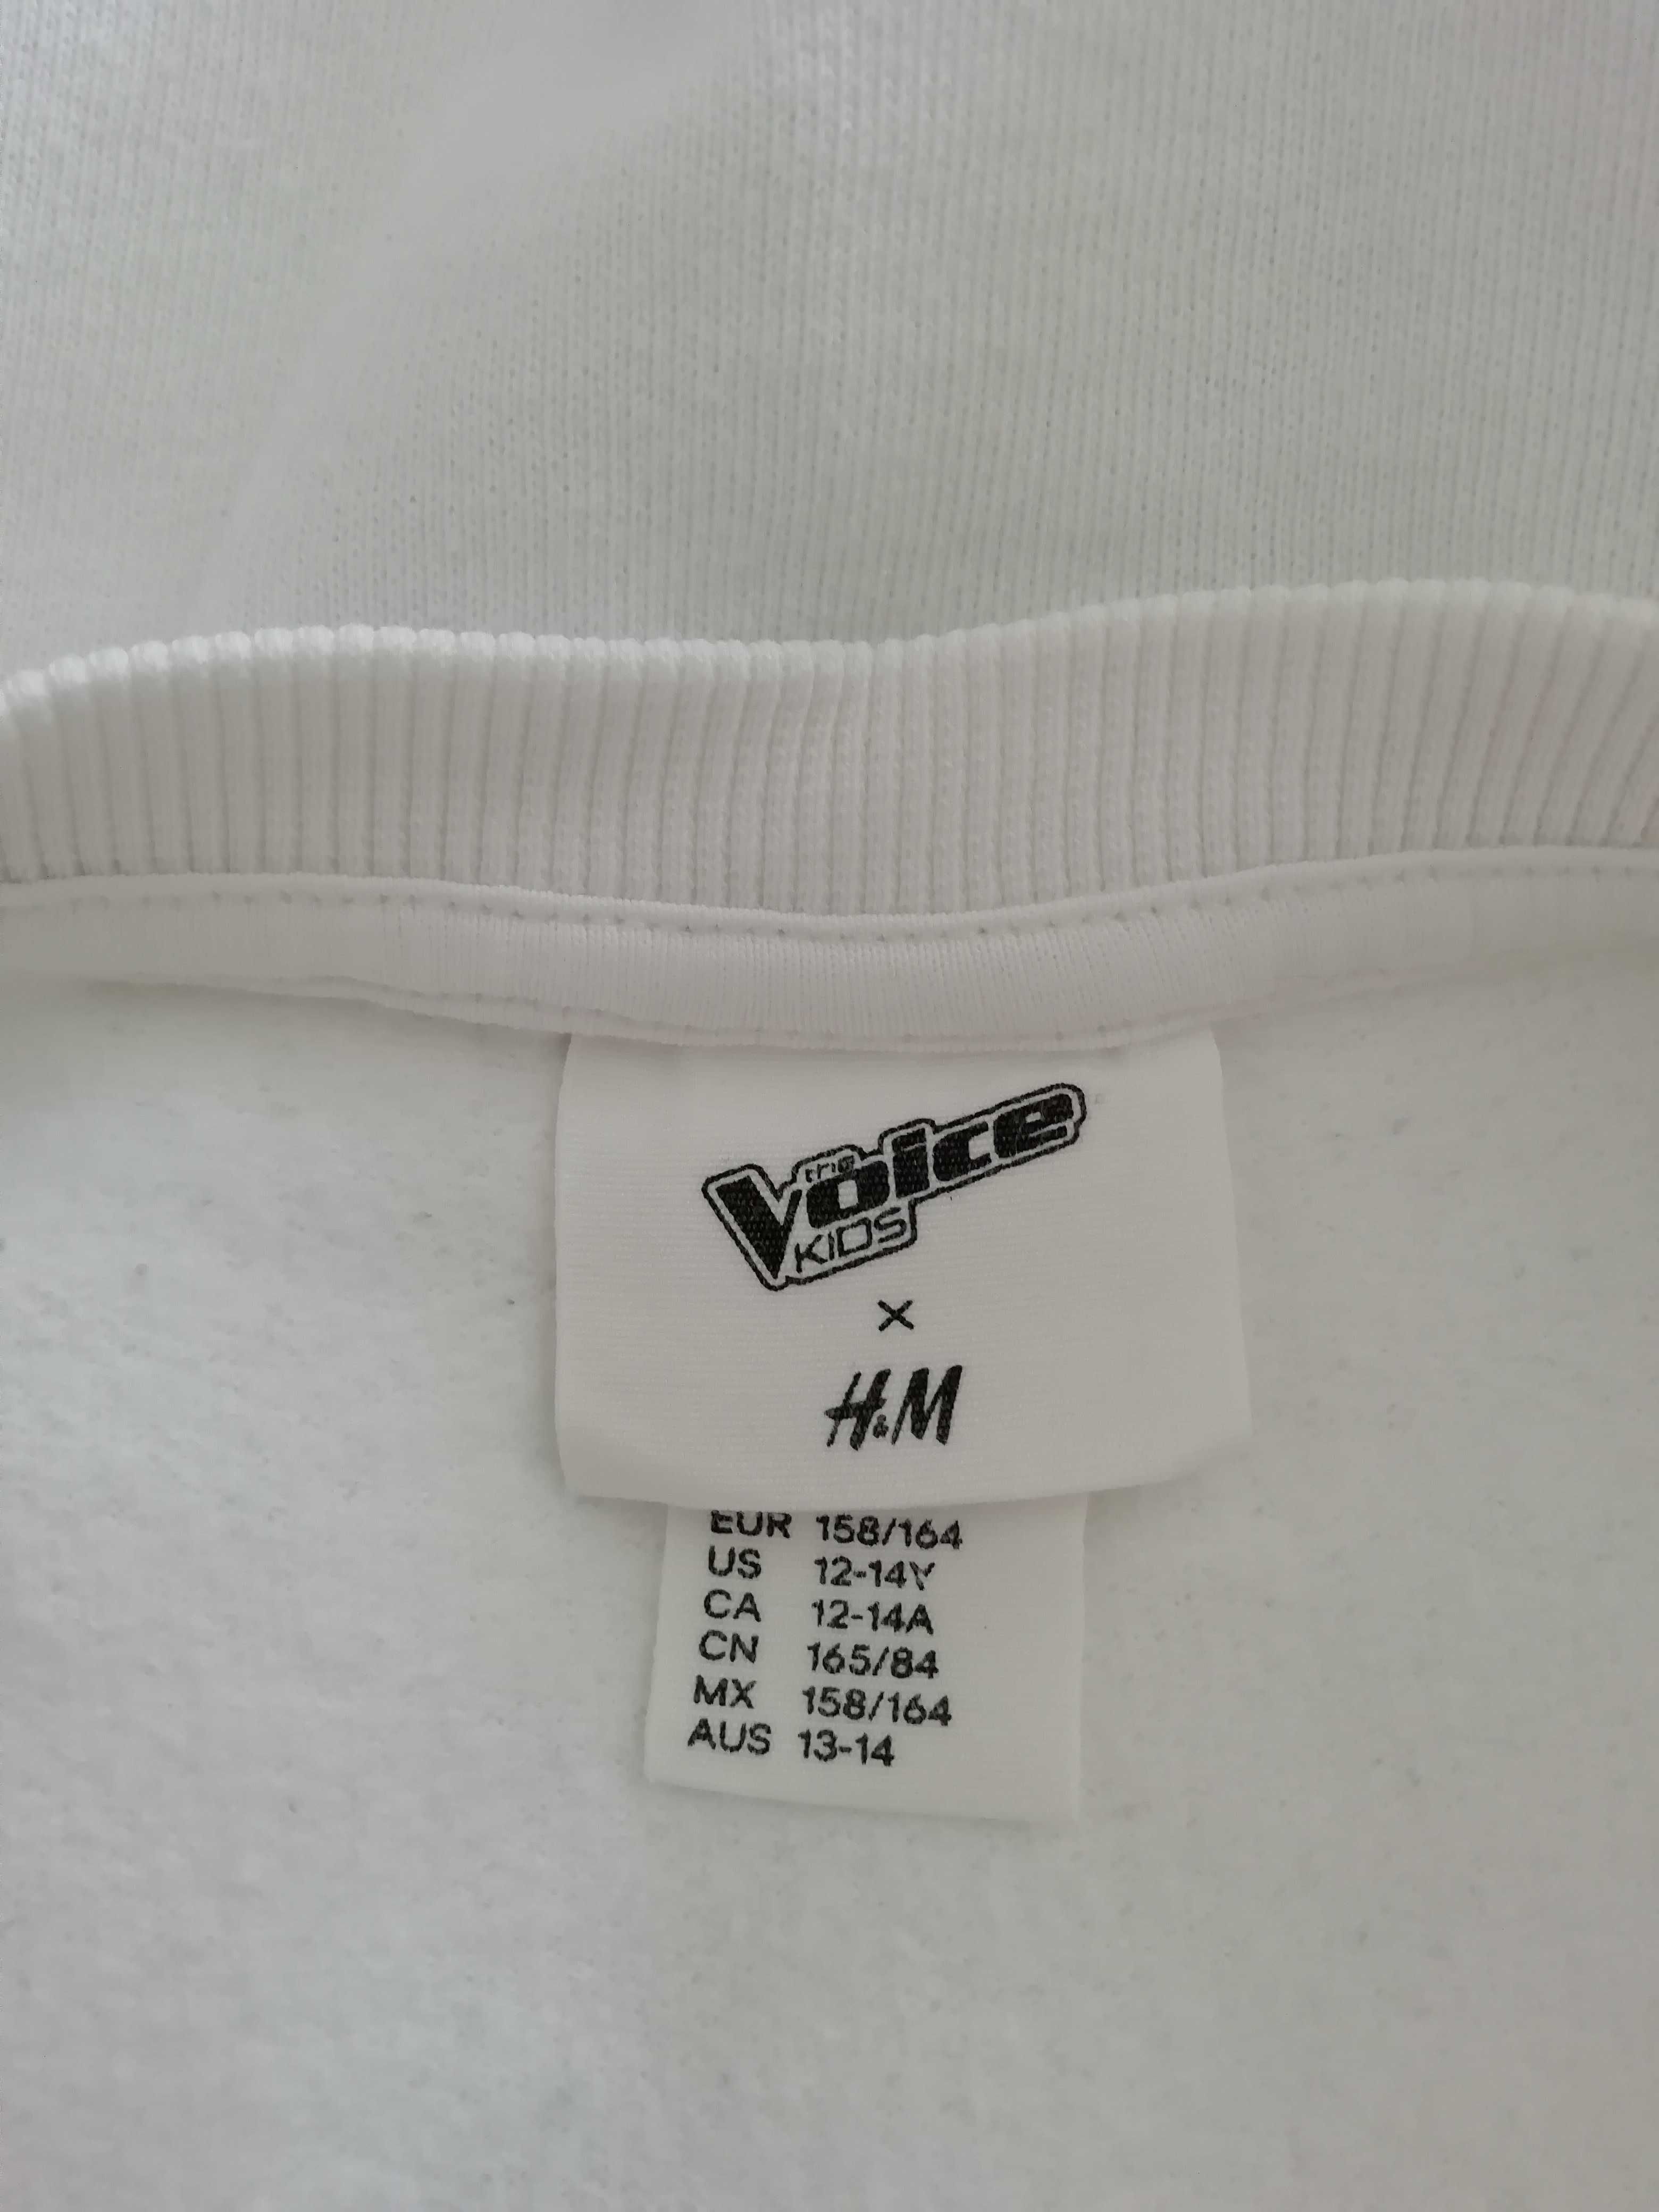 the
Voice
KIDS
×
H&M
EUR 158/164
US 12-14Y
CA 12-14A
CN 165/84
MX 158/164
AUS 13-14